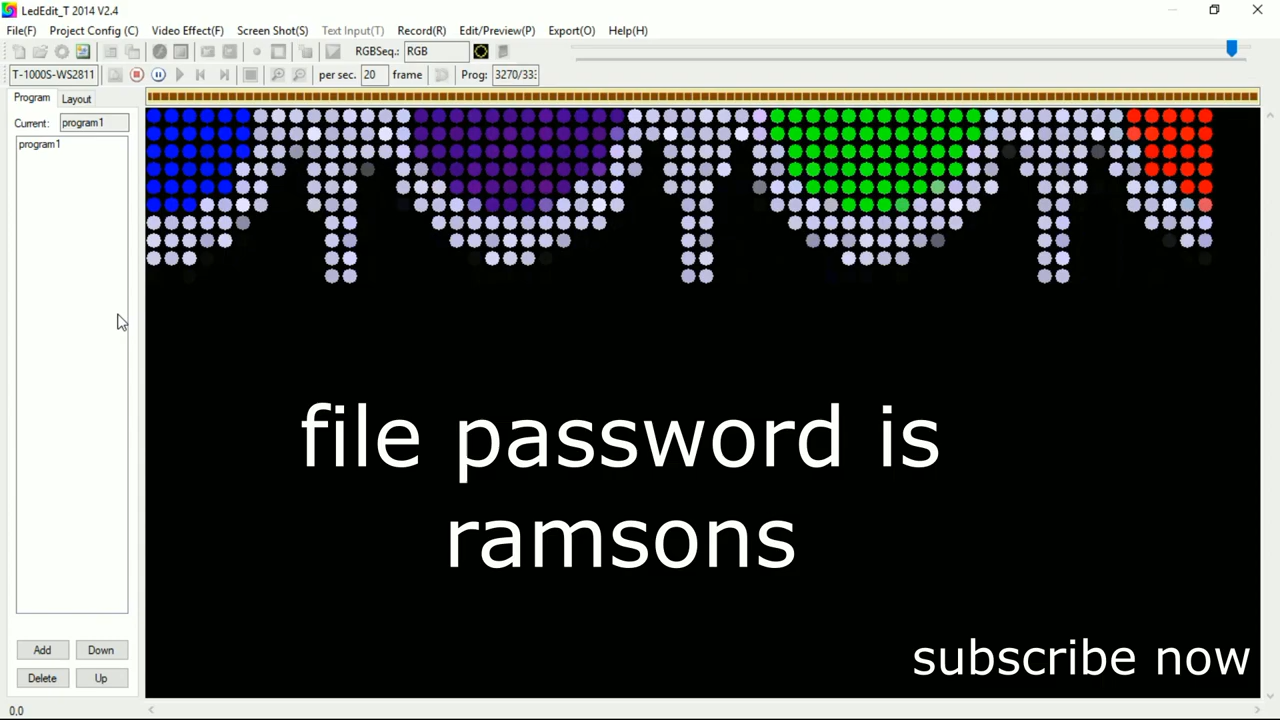 LedEdit_T 2014 V2.4
File(F) Project Config (C) Video Effect(F) Screen Shot(S) Text Input(T) Record(R) Edit/Preview(P) Export(O) Help(H)
RGBSeq.: RGB
T-1000S-WS2811 per sec. 20 frame Prog: 3270/333
Program Layout
Current: program1
program1
file password is
ramsons
subscribe now
Add Down
Delete Up
0,0